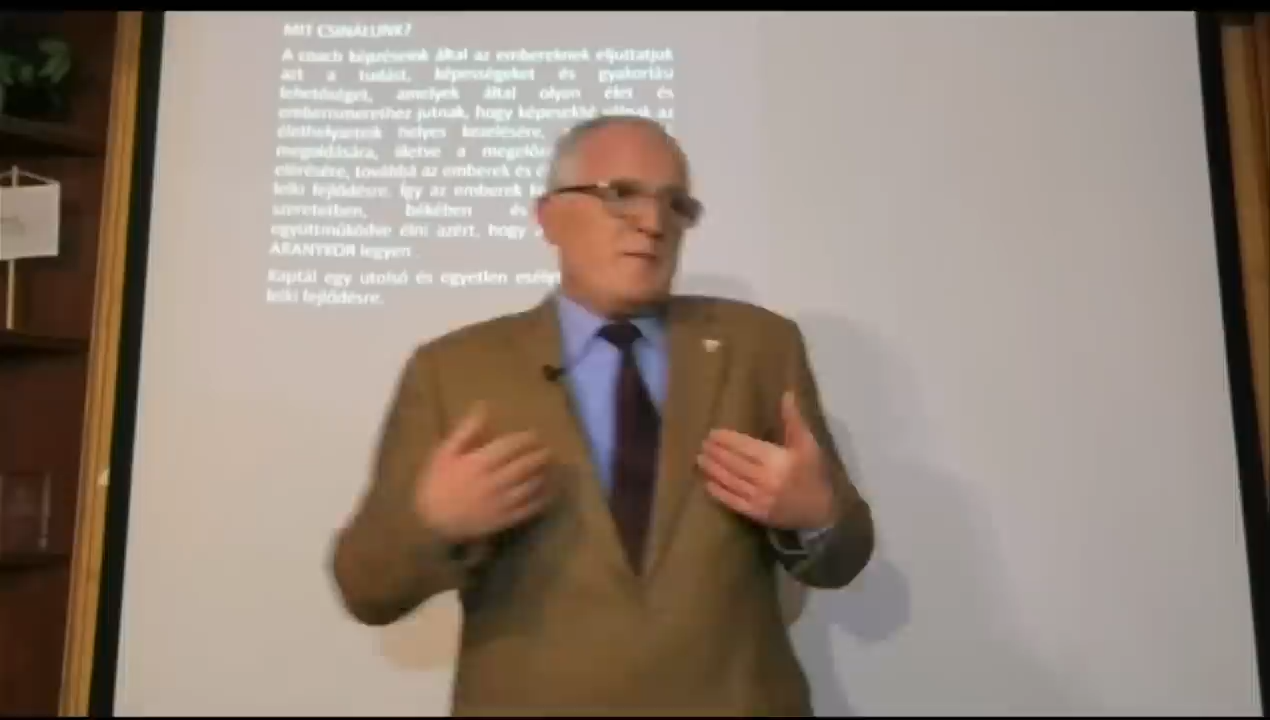 MIT CSINÁLUNK?
A coach képzéseink által az embereknek eljuttatjuk
azt a tudást, képességeket és gyakorlási
lehetőséget, amelyek által olyan élet és
emberismerethez jutnak, hogy képesekké válnak az
élethelyzeteik helyes kezelésére,
megoldására, illetve a
elérésére, továbbá az emberek és
lelki fejlődésre. Így az emberek
szeretetben, békében és
együttműködve élni azért, hogy
ARANYKOR legyen.
Kaptál egy utolsó és egyetlen
lelki fejlődésre.